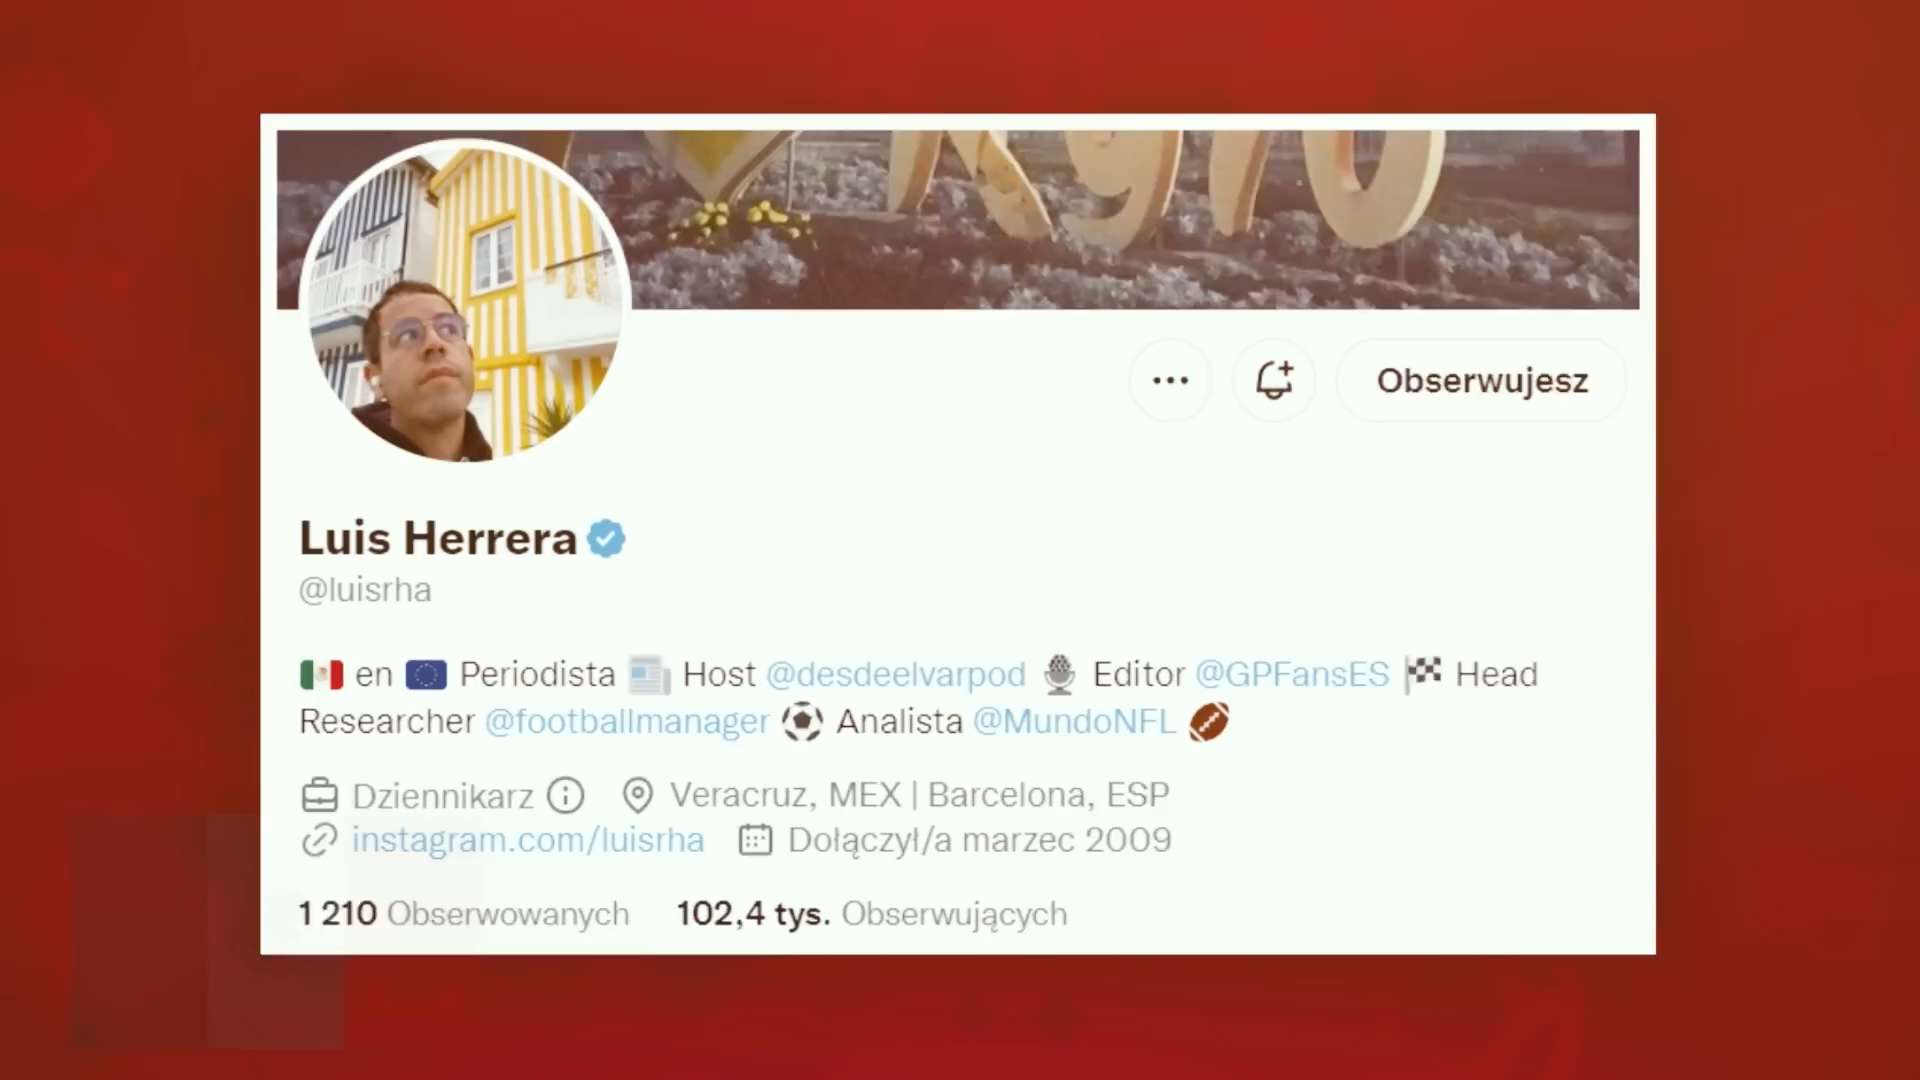 Obserwujesz
Luis Herrera
@luisrha
🇲🇽 en 🇪🇺 Periodista 📰 Host @desdeelvarpod 🎙 Editor @GPFansES 🏁 Head
Researcher @footballmanager ⚽ Analista @MundoNFL 🏈
Dziennikarz Veracruz, MEX | Barcelona, ESP
instagram.com/luisrha Dołączył/a marzec 2009
1 210 Obserwowanych 102,4 tys. Obserwujących